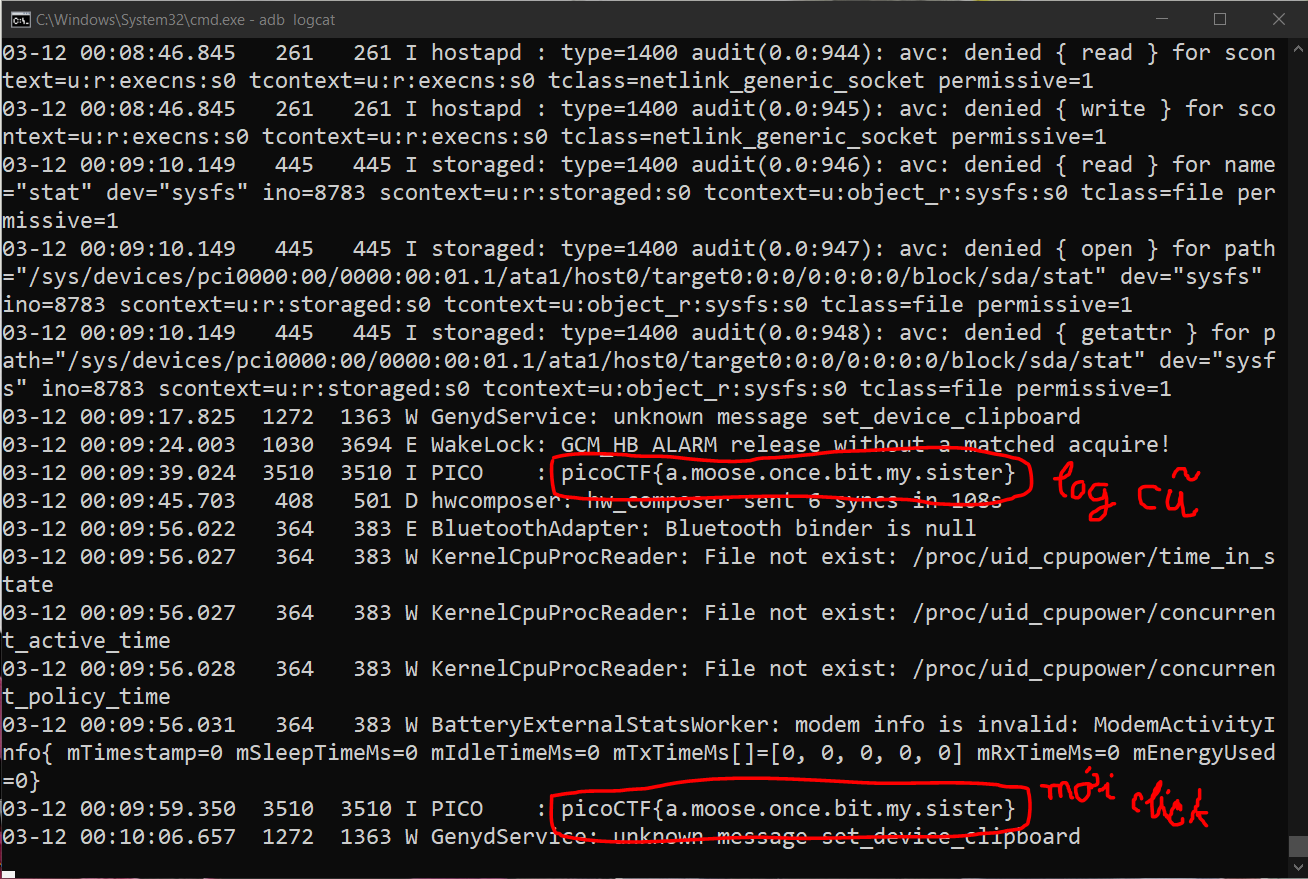 C:\Windows\System32\cmd.exe - adb  logcat
03-12 00:08:46.845   261   261 I hostapd : type=1400 audit(0.0:944): avc: denied { read } for scon
text=u:r:execns:s0 tcontext=u:r:execns:s0 tclass=netlink_generic_socket permissive=1
03-12 00:08:46.845   261   261 I hostapd : type=1400 audit(0.0:945): avc: denied { write } for sco
ntext=u:r:execns:s0 tcontext=u:r:execns:s0 tclass=netlink_generic_socket permissive=1
03-12 00:09:10.149   445   445 I storaged: type=1400 audit(0.0:946): avc: denied { read } for name
="stat" dev="sysfs" ino=8783 scontext=u:r:storaged:s0 tcontext=u:object_r:sysfs:s0 tclass=file per
missive=1
03-12 00:09:10.149   445   445 I storaged: type=1400 audit(0.0:947): avc: denied { open } for path
="/sys/devices/pci0000:00/0000:00:01.1/ata1/host0/target0:0:0/0:0:0:0/block/sda/stat" dev="sysfs"
ino=8783 scontext=u:r:storaged:s0 tcontext=u:object_r:sysfs:s0 tclass=file permissive=1
03-12 00:09:10.149   445   445 I storaged: type=1400 audit(0.0:948): avc: denied { getattr } for p
ath="/sys/devices/pci0000:00/0000:00:01.1/ata1/host0/target0:0:0/0:0:0:0/block/sda/stat" dev="sysf
s" ino=8783 scontext=u:r:storaged:s0 tcontext=u:object_r:sysfs:s0 tclass=file permissive=1
03-12 00:09:17.825  1272  1363 W GenydService: unknown message set_device_clipboard
03-12 00:09:24.003  1030  3694 E WakeLock: GCM_HB_ALARM release without a matched acquire!
03-12 00:09:39.024  3510  3510 I PICO    : picoCTF{a.moose.once.bit.my.sister} log cũ
03-12 00:09:45.703   408   501 D hwcomposer: hw_composer sent 6 syncs in 108s
03-12 00:09:56.022   364   383 E BluetoothAdapter: Bluetooth binder is null
03-12 00:09:56.027   364   383 W KernelCpuProcReader: File not exist: /proc/uid_cpupower/time_in_s
tate
03-12 00:09:56.027   364   383 W KernelCpuProcReader: File not exist: /proc/uid_cpupower/concurren
t_active_time
03-12 00:09:56.028   364   383 W KernelCpuProcReader: File not exist: /proc/uid_cpupower/concurren
t_policy_time
03-12 00:09:56.031   364   383 W BatteryExternalStatsWorker: modem info is invalid: ModemActivityI
nfo{ mTimestamp=0 mSleepTimeMs=0 mIdleTimeMs=0 mTxTimeMs[]=[0, 0, 0, 0, 0] mRxTimeMs=0 mEnergyUsed
=0}
03-12 00:09:59.350  3510  3510 I PICO    : picoCTF{a.moose.once.bit.my.sister} mới click
03-12 00:10:06.657  1272  1363 W GenydService: unknown message set_device_clipboard